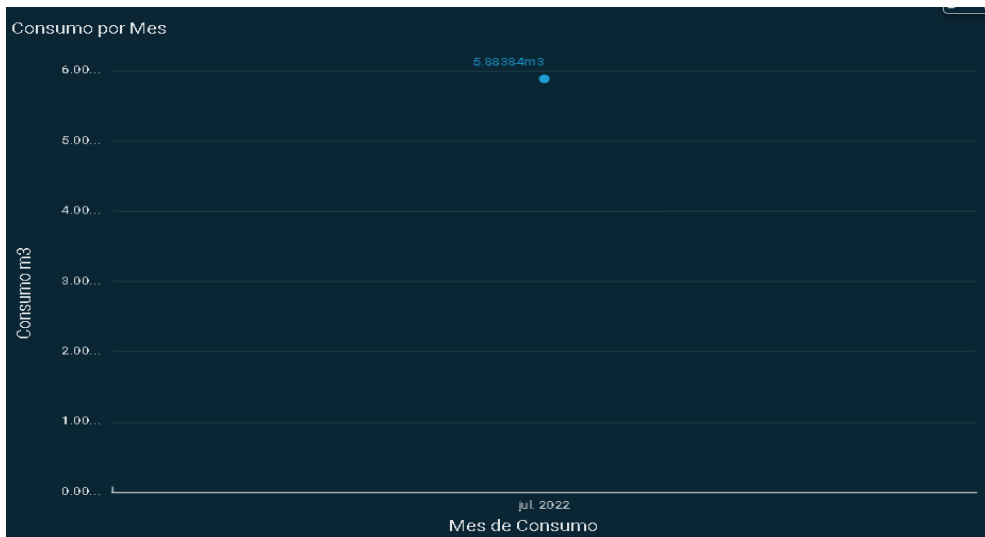 Consumo por Mes
5.88384m3
6.00...
5.00...
4.00...
3.00...
2.00...
1.00...
0.00...
Consumo m3
jul. 2022
Mes de Consumo